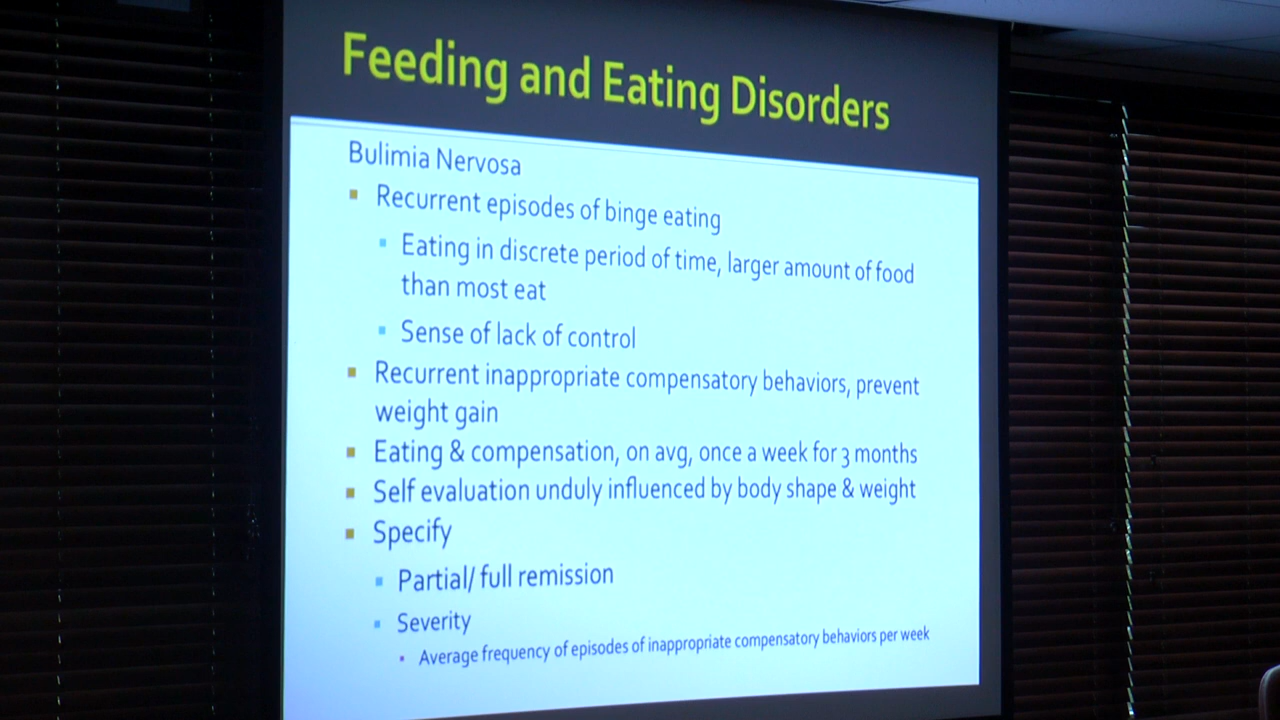 Feeding and Eating Disorders
Bulimia Nervosa
Recurrent episodes of binge eating
Eating in discrete period of time, larger amount of food
than most eat
Sense of lack of control
Recurrent inappropriate compensatory behaviors, prevent
weight gain
Eating & compensation, on avg, once a week for 3 months
Self evaluation unduly influenced by body shape & weight
Specify
Partial/ full remission
Severity
Average frequency of episodes of inappropriate compensatory behaviors per week